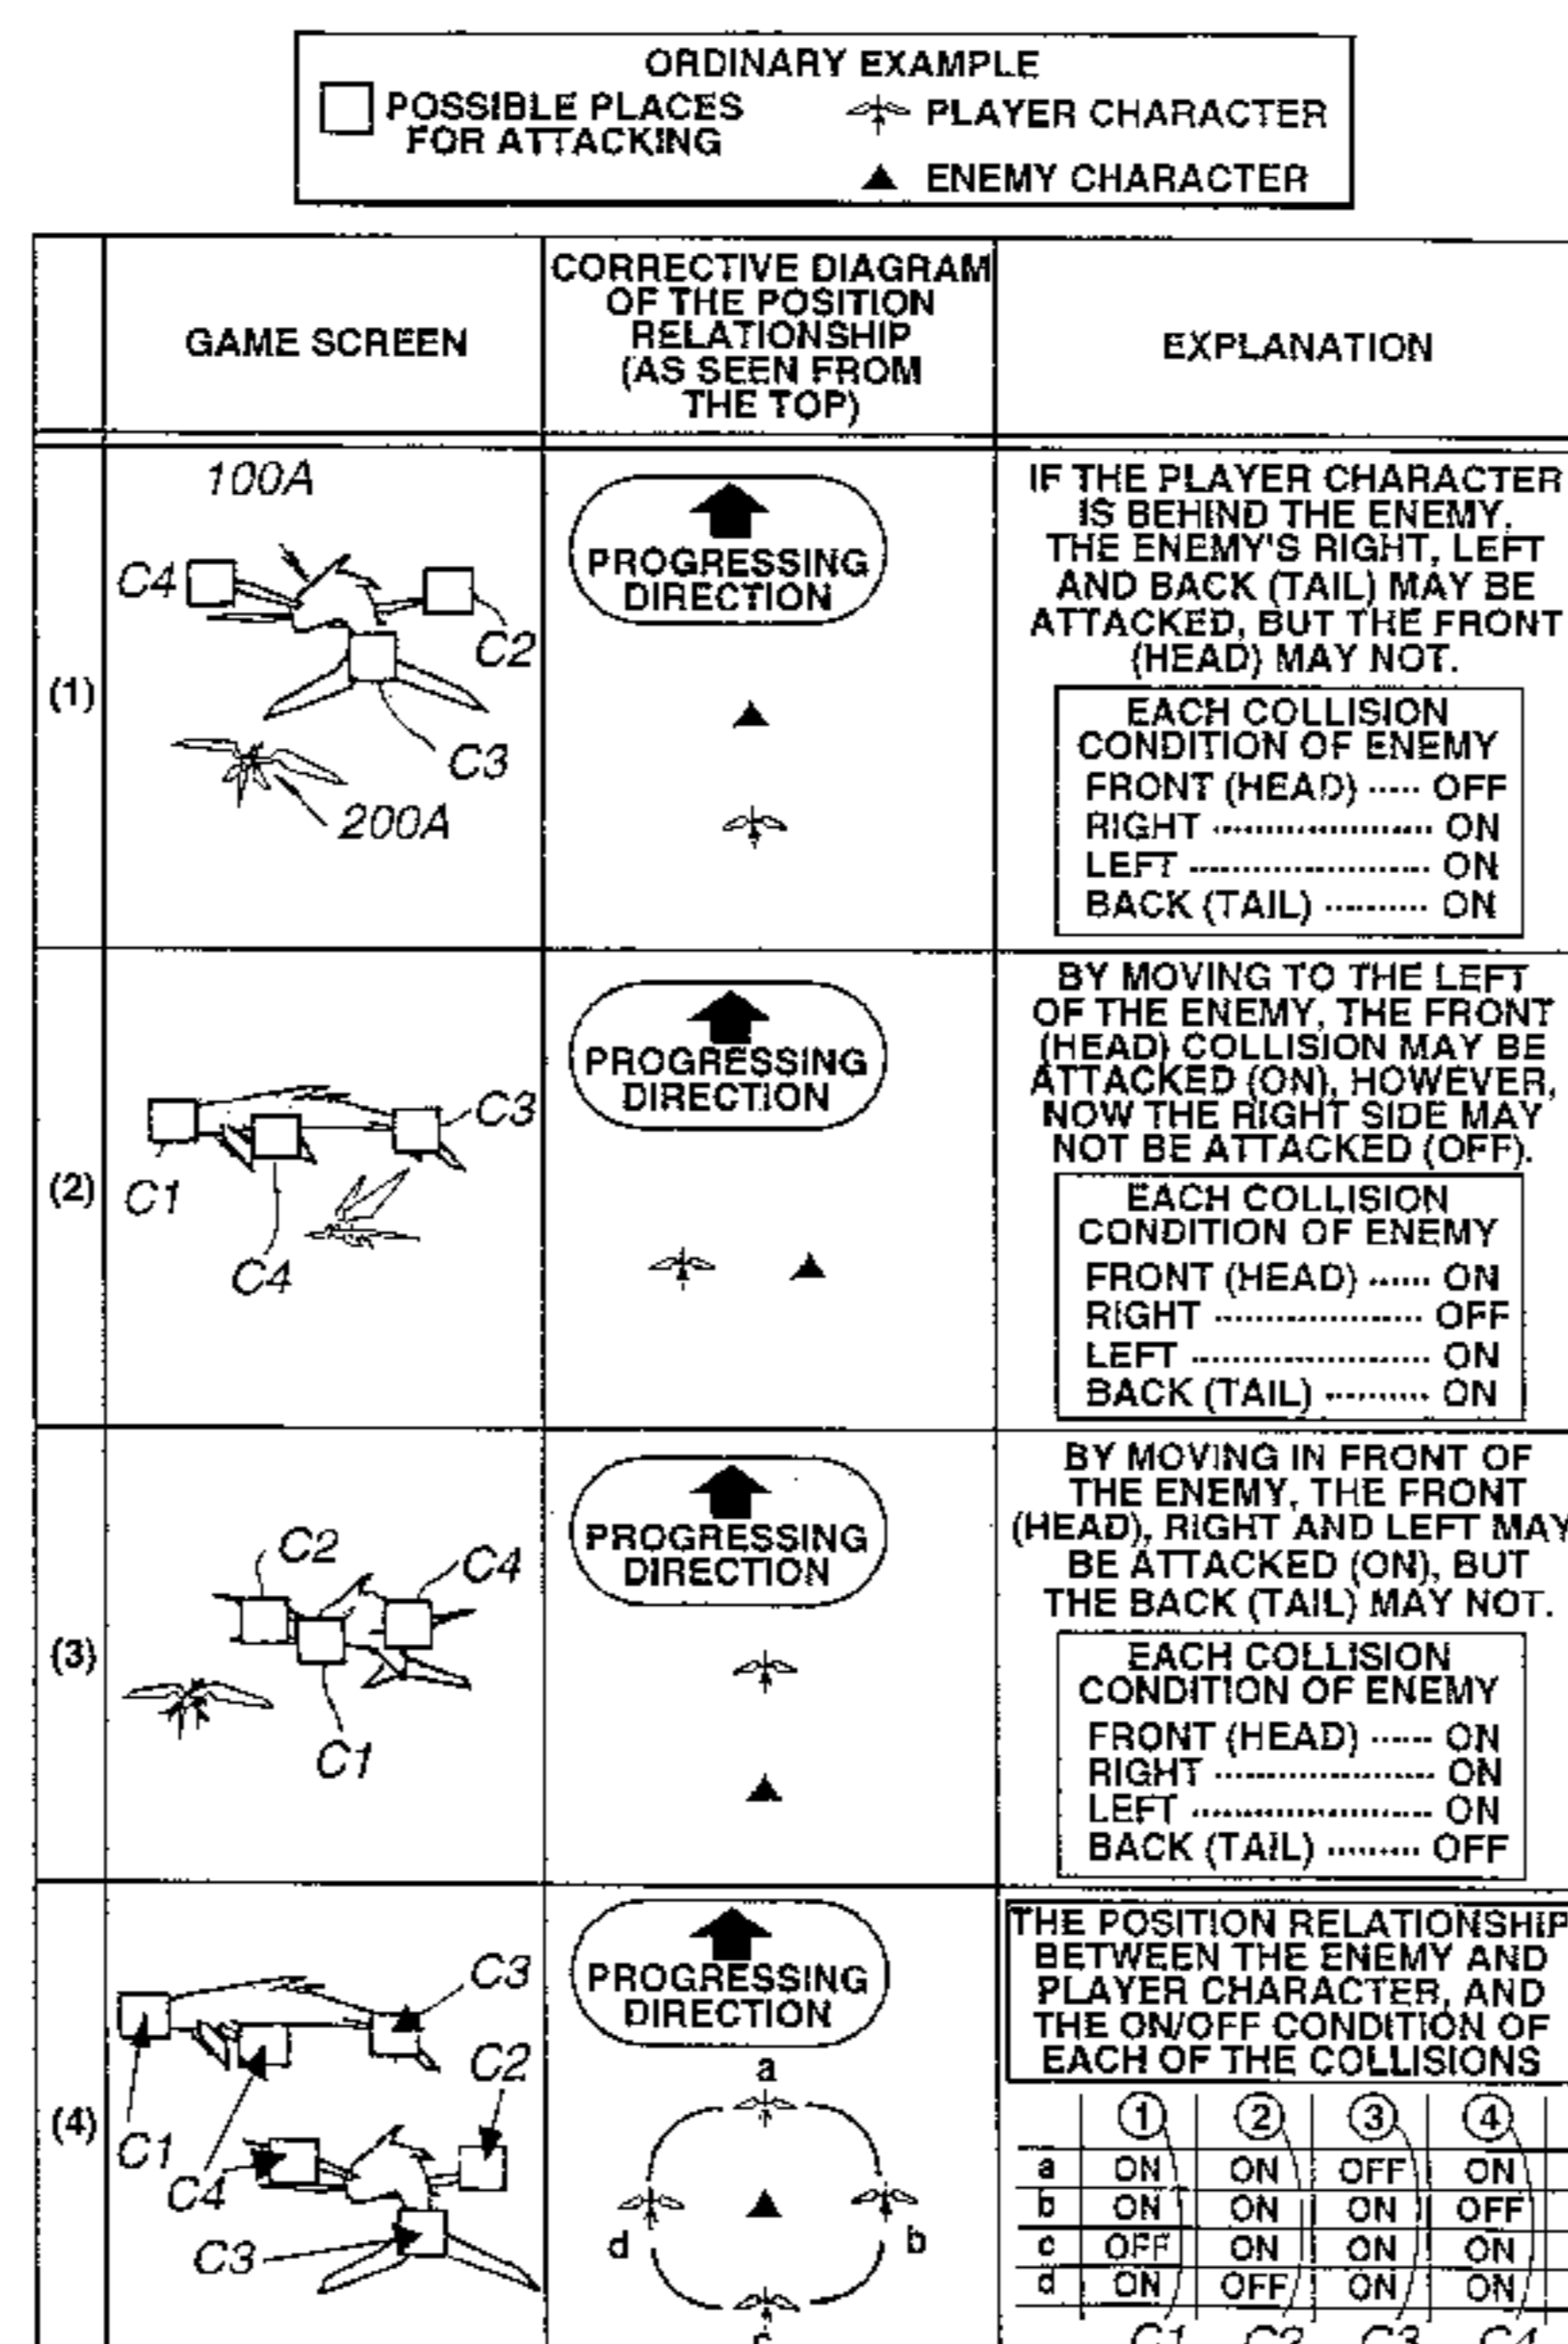 ORDINARY EXAMPLE
POSSIBLE PLACES
FOR ATTACKING
PLAYER CHARACTER
ENEMY CHARACTER
GAME SCREEN
CORRECTIVE DIAGRAM
OF THE POSITION
RELATIONSHIP
(AS SEEN FROM
THE TOP)
EXPLANATION
(1)
100A
C4
C2
C3
200A
PROGRESSING
DIRECTION
IF THE PLAYER CHARACTER
IS BEHIND THE ENEMY,
THE ENEMY'S RIGHT, LEFT
AND BACK (TAIL) MAY BE
ATTACKED, BUT THE FRONT
(HEAD) MAY NOT.
EACH COLLISION
CONDITION OF ENEMY
FRONT (HEAD) ····· OFF
RIGHT ···················· ON
LEFT ······················ ON
BACK (TAIL) ·········· ON
(2)
C3
C1
C4
PROGRESSING
DIRECTION
BY MOVING TO THE LEFT
OF THE ENEMY, THE FRONT
(HEAD) COLLISION MAY BE
ATTACKED (ON), HOWEVER,
NOW THE RIGHT SIDE MAY
NOT BE ATTACKED (OFF).
EACH COLLISION
CONDITION OF ENEMY
FRONT (HEAD) ······ ON
RIGHT ··················· OFF
LEFT ······················ ON
BACK (TAIL) ·········· ON
(3)
C2
C4
C1
PROGRESSING
DIRECTION
BY MOVING IN FRONT OF
THE ENEMY, THE FRONT
(HEAD), RIGHT AND LEFT MAY
BE ATTACKED (ON), BUT
THE BACK (TAIL) MAY NOT.
EACH COLLISION
CONDITION OF ENEMY
FRONT (HEAD) ······ ON
RIGHT ····················· ON
LEFT ······················· ON
BACK (TAIL) ········· OFF
(4)
C3
C2
C1
C4
C3
PROGRESSING
DIRECTION
a
d
b
c
THE POSITION RELATIONSHIP
BETWEEN THE ENEMY AND
PLAYER CHARACTER, AND
THE ON/OFF CONDITION OF
EACH OF THE COLLISIONS
① ② ③ ④
a ON ON OFF ON
b ON ON ON OFF
c OFF ON ON ON
d ON OFF ON ON
C1 C2 C3 C4